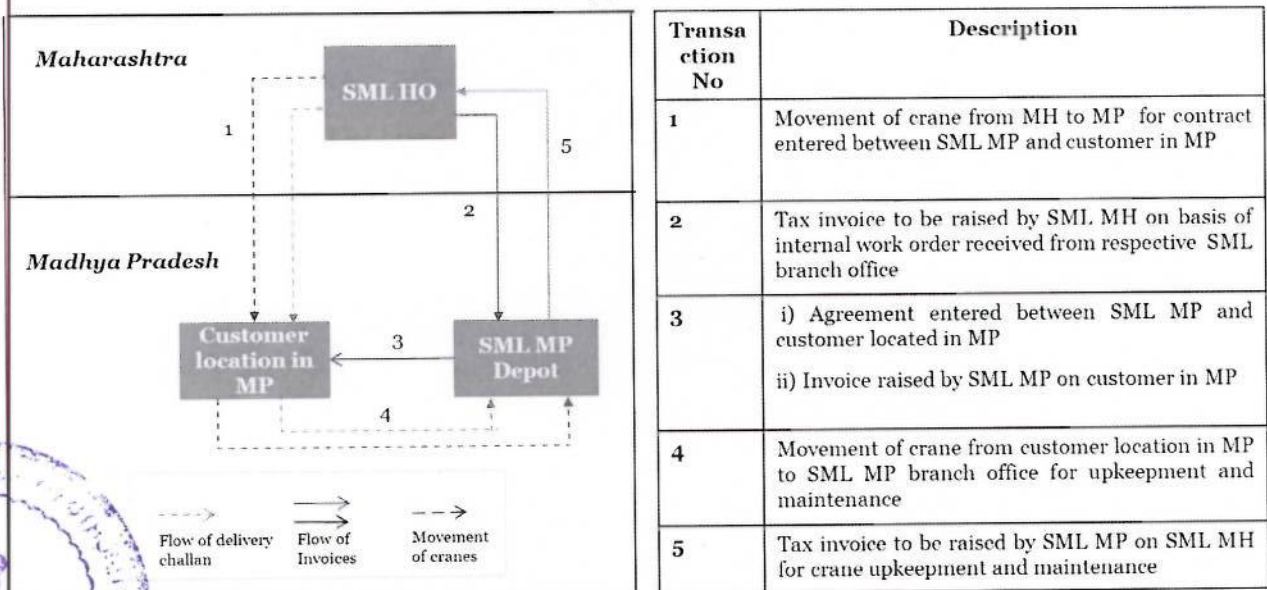 Maharashtra
SML HO
1
5
2
Madhya Pradesh
Customer
location in
MP
3
SML MP
Depot
4
Flow of delivery
challan
Flow of
Invoices
Movement
of cranes
Transa
ction
No
Description
1
Movement of crane from MH to MP for contract
entered between SML MP and customer in MP
2
Tax invoice to be raised by SML MH on basis of
internal work order received from respective SML
branch office
3
i) Agreement entered between SML MP and
customer located in MP
ii) Invoice raised by SML MP on customer in MP
4
Movement of crane from customer location in MP
to SML MP branch office for upkeepment and
maintenance
5
Tax invoice to be raised by SML MP on SML MH
for crane upkeepment and maintenance